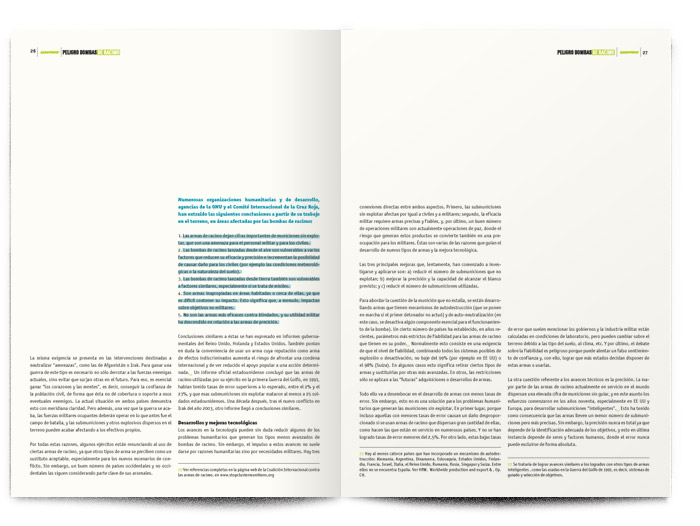 26
PELIGRO BOMBAS DE RACIMO
La misma exigencia se presenta en las intervenciones destinadas a
neutralizar "amenazas", como las de Afganistán o Irak. Para ganar una
guerra de este tipo en escenario no sólo derrotar a las fuerzas enemigas
actuales, sino evitar que surjan otras en el futuro. Para eso, es esencial
ganar "los corazones y las mentes", es decir, conseguir la confianza de
la población civil, de forma que ésta no dé cobertura o soporte a esos
eventuales enemigos. La actual situación en ambos países demuestra
esto con meridiana claridad. Pero además, una vez que la guerra se aca-
ba, las fuerzas militares ocupantes deberán operar en lo que antes fue el
campo de batalla, y las submuniciones y otros explosivos dispersos en el
terreno pueden acabar afectando a los efectivos propios.
Por todas estas razones, algunos ejércitos están renunciando al uso de
ciertas armas de racimo, ya que otros tipos de arma se perciben como un
sustituto aceptable, especialmente para los nuevos escenarios de con-
flicto. Sin embargo, un buen número de países occidentales y no occi-
dentales las siguen considerando parte clave de sus arsenales.
Numerosas organizaciones humanitarias y de desarrollo,
agencias de la ONU y el Comité Internacional de la Cruz Roja,
han extraído las siguientes conclusiones a partir de su trabajo
en el terreno, en áreas afectadas por las bombas de racimo:
1. Las armas de racimo dejan cifras importantes de municiones sin explo-
tar, que son una amenaza para el personal militar y para los civiles.
2. Las bombas de racimo lanzadas desde el aire son vulnerables a varios
factores que reducen su eficacia y precisión e incrementan la posibilidad
de causar daño para los civiles (por ejemplo las condiciones meteoroló-
gicas o la naturaleza del suelo).
3. Las bombas de racimo lanzadas desde tierra también son vulnerables
a factores similares, especialmente si se trata de misiles.
4. Son armas inapropiadas en áreas habitadas o cerca de ellas, ya que
es difícil contener su impacto. Esto significa que, a menudo, impactan
sobre objetivos no militares.
5. No son las armas más eficaces contra blindados, y su utilidad militar
ha descendido en relación a las armas de precisión.
Conclusiones similares a éstas se han expresado en informes guberna-
mentales del Reino Unido, Holanda y Estados Unidos. También ponían
en duda la conveniencia de usar un arma cuya reputación como arma
de efectos indiscriminados aumenta el riesgo de afrontar una condena
internacional y de ver reducido el apoyo popular a una acción determi-
nada. Un informe oficial estadounidense concluyó que las armas de
racimo utilizadas por su ejército en la primera Guerra del Golfo, en 1991,
habían tenido tasas de error superiores a lo esperado, entre el 2% y el
23%, y que esas submuniciones sin explotar mataron al menos a 25 sol-
dados estadounidenses. Una década después, tras el nuevo conflicto en
Irak del año 2003, otro informe llegó a conclusiones similares.
Desarrollos y mejoras tecnológicas
Los avances en la tecnología pueden sin duda reducir algunos de los
problemas humanitarios que generan los tipos menos avanzados de
bombas de racimo. Sin embargo, el impulso a estos avances no suele
darse por razones humanitarias sino por necesidades militares. Hay tres
Ver referencias completas en la página web de la Coalición Internacional contra
las armas de racimo, en www.stopclustermunitions.org
PELIGRO BOMBAS DE RACIMO
27
conexiones directas entre ambos aspectos. Primero, las submuniciones
sin explotar afectan por igual a civiles y a militares; segundo, la eficacia
militar requiere armas precisas y fiables, y, por último, un buen número
de operaciones militares son actualmente operaciones de paz, donde el
riesgo que generan estos productos se convierte también en una pre-
ocupación para los militares. Estas son varias de las razones que guían el
desarrollo de nuevos tipos de armas y la mejora tecnológica.
Las tres principales mejoras que, lentamente, han comenzado a inves-
tigarse y aplicarse son: a) reducir el número de submuniciones que no
explotan; b) mejorar la precisión y la capacidad de alcanzar el blanco
previsto; y c) reducir el número de submuniciones utilizadas.
Para abordar la cuestión de la munición que no estalla, se están desarro-
llando armas que tienen mecanismos de autodestrucción (que se ponen
en marcha si el primer detonador no actuó) y de auto-neutralización (en
este caso, se desactiva algún componente esencial para el funcionamien-
to de la bomba). Un cierto número de países ha establecido, en años re-
cientes, parámetros más estrictos de fiabilidad para las armas de racimo
que tienen en su poder. Normalmente esto consiste en una exigencia
de que el nivel de fiabilidad, combinando todos los sistemas posibles de
explosión o desactivación, no baje del 99% (por ejemplo en EE UU) o
el 98% (Suiza). En algunos casos esto significa retirar ciertos tipos de
armas y sustituirlas por otras más avanzadas. En otros, las restricciones
sólo se aplican a las "futuras" adquisiciones o desarrollos de armas.
Todo ello va a desembocar en el desarrollo de armas con menos tasas de
error. Sin embargo, esto no es una solución para los problemas humani-
tarios que generan las municiones sin explotar. En primer lugar, porque
incluso aquellas con menores tasas de error causan un daño despropor-
cionado si se usan armas de racimo que dispersan gran cantidad de ellas,
como hacen las que están en servicio en numerosos países. Y no se han
logrado tasas de error menores del 2,5%. Por otro lado, estas bajas tasas
Hay al menos catorce países que han incorporado un mecanismo de autodes-
trucción: Alemania, Argentina, Dinamarca, Eslovaquia, Estados Unidos, Finlan-
dia, Francia, Israel, Italia, el Reino Unido, Rumanía, Rusia, Singapur y Suiza. Entre
ellos no se encuentra España. Ver HRW. Worldwide production and export &, Op.
Cit.
de error que suelen mencionar los gobiernos y la industria militar están
calculadas en condiciones de laboratorio, pero pueden cambiar sobre el
terreno debido a las tipo del suelo, al clima, etc. Y por último, el debate
sobre la fiabilidad es peligroso porque puede alentar un falso sentimien-
to de confianza y, con ello, lograr que más estados decidan disponer de
estas armas o usarlas.
La otra cuestión referente a los avances técnicos es la precisión. La ma-
yor parte de las armas de racimo actualmente en servicio en el mundo
dispensan una elevada cifra de municiones sin guiar, y en este asunto los
esfuerzos comenzaron en los años noventa, especialmente en EE UU y
Europa, para desarrollar submuniciones "inteligentes". Esto ha tenido
como consecuencia que las armas lleven un menor número de submuni-
ciones pero más precisas. Sin embargo, la precisión nunca es total ya que
depende de la identificación adecuada de los objetivos, y esto en última
instancia depende de seres y factores humanos, donde el error nunca
puede excluirse de forma absoluta.
Se trataría de lograr avances similares a los logrados con otros tipos de armas
inteligentes, como las usadas en la Guerra del Golfo de 1991, es decir, sistemas de
guiado y selección de objetivos.